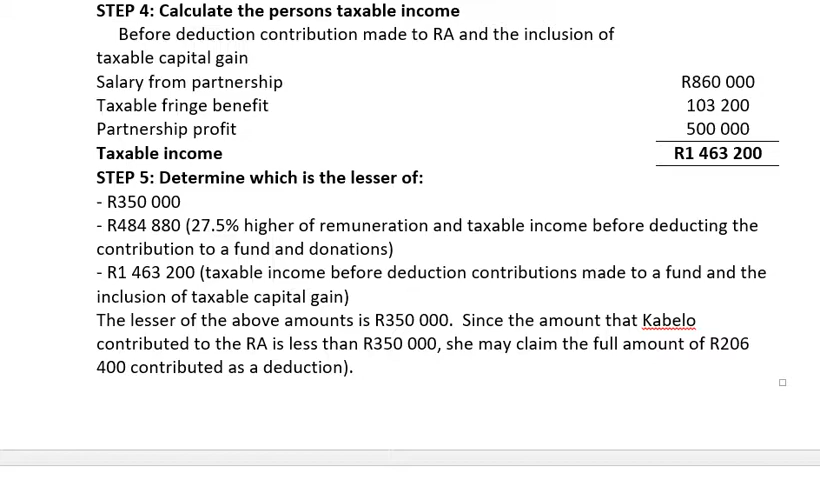 STEP 4: Calculate the persons taxable income
Before deduction contribution made to RA and the inclusion of
taxable capital gain
Salary from partnership R860 000
Taxable fringe benefit 103 200
Partnership profit 500 000
Taxable income R1 463 200
STEP 5: Determine which is the lesser of:
- R350 000
- R484 880 (27.5% higher of remuneration and taxable income before deducting the
contribution to a fund and donations)
- R1 463 200 (taxable income before deduction contributions made to a fund and the
inclusion of taxable capital gain)
The lesser of the above amounts is R350 000. Since the amount that Kabelo
contributed to the RA is less than R350 000, she may claim the full amount of R206
400 contributed as a deduction).